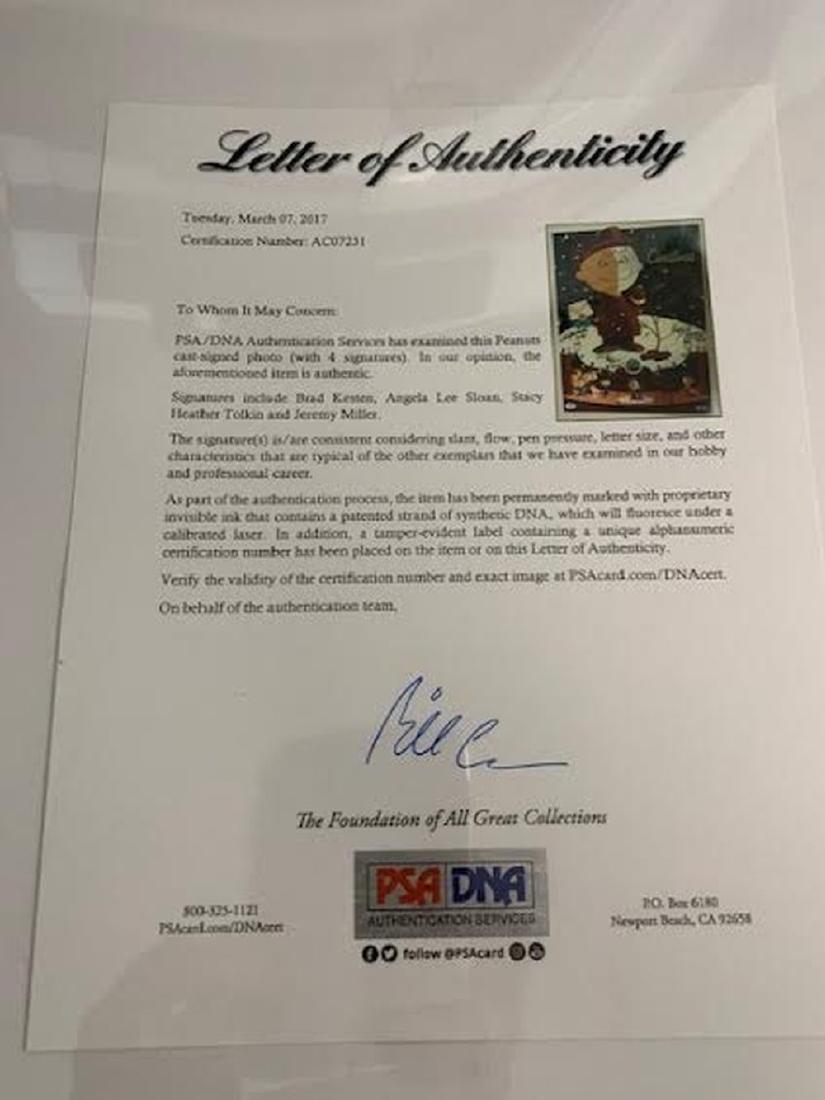 Letter of Authenticity
Tuesday, March 07, 2017
Certification Number: AC07231
To Whom It May Concern:
PSA/DNA Authentication Services has examined this Peanuts
cast-signed photo (with 4 signatures). In our opinion, the
aforementioned item is authentic.
Signatures include Brad Kesten, Angela Lee Sloan, Stacy
Heather Tolkin and Jeremy Miller.
The signature(s) is/are consistent considering slant, flow, pen pressure, letter size, and other
characteristics that are typical of the other exemplars that we have examined in our hobby
and professional career.
As part of the authentication process, the item has been permanently marked with proprietary
invisible ink that contains a patented strand of synthetic DNA, which will fluoresce under a
calibrated laser. In addition, a tamper-evident label containing a unique alphanumeric
certification number has been placed on the item or on this Letter of Authenticity.
Verify the validity of the certification number and exact image at PSAcard.com/DNAcert.
On behalf of the authentication team,
The Foundation of All Great Collections
PSA DNA
AUTHENTICATION SERVICES
800-325-1121
PSAcard.com/DNAcert
P.O. Box 6180
Newport Beach, CA 92658
follow @PSAcard